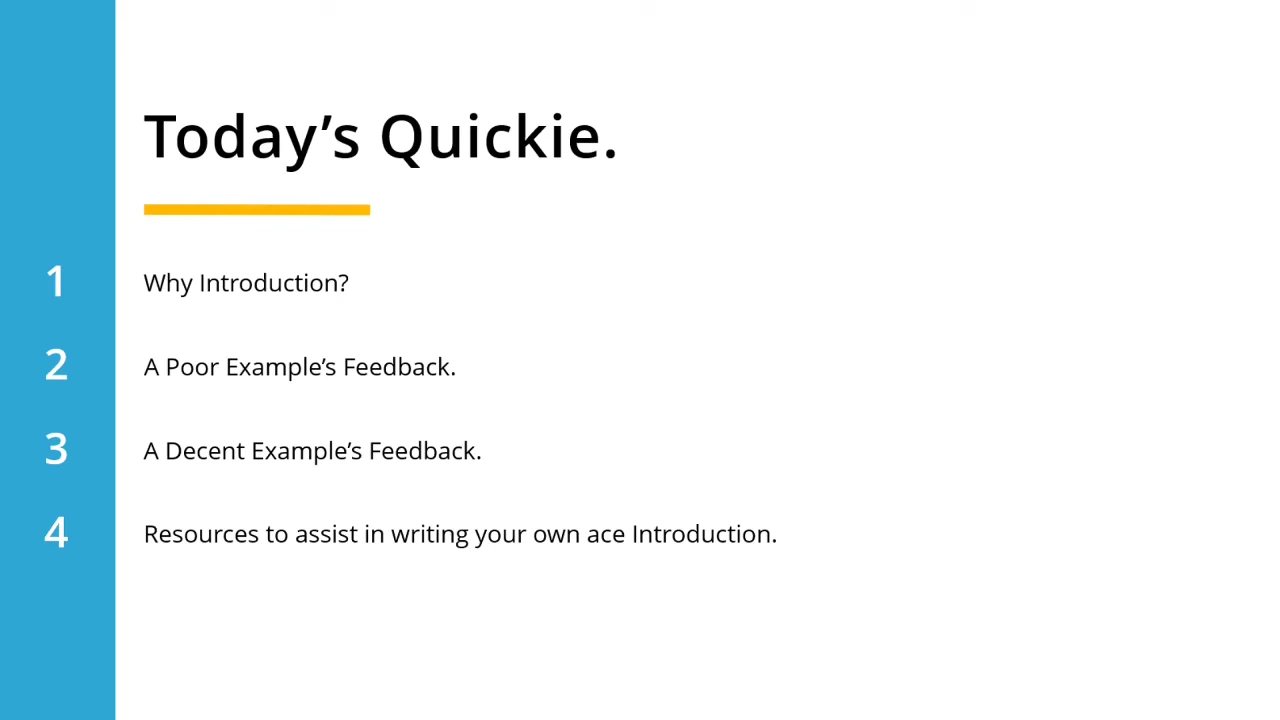 Today’s Quickie.
1 Why Introduction?
2 A Poor Example’s Feedback.
3 A Decent Example’s Feedback.
4 Resources to assist in writing your own ace Introduction.